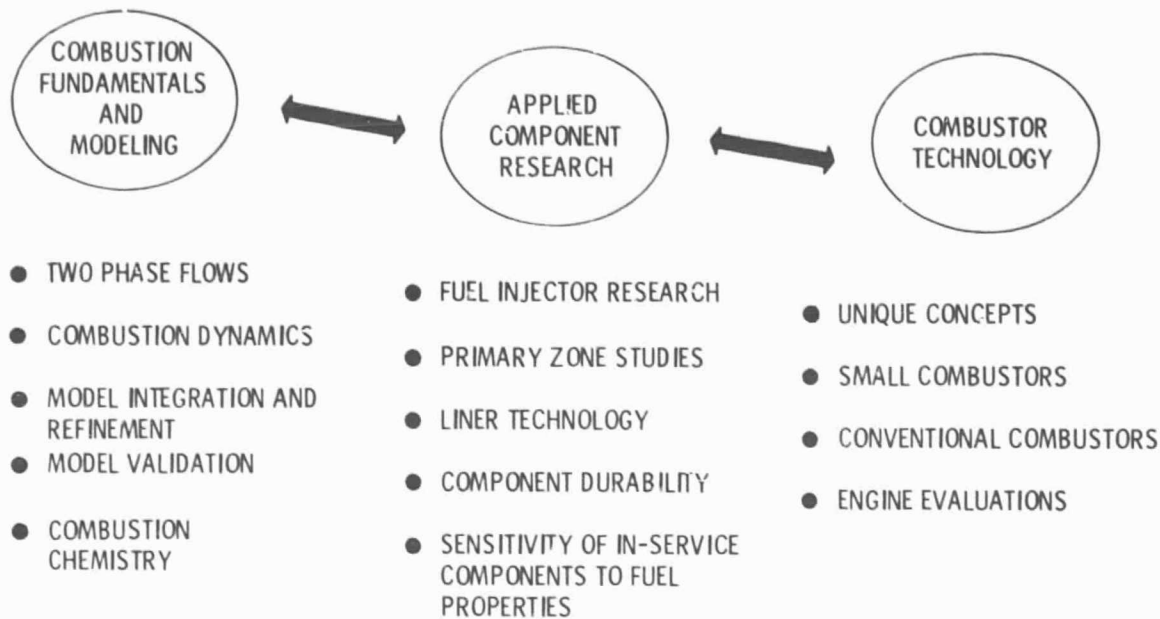 COMBUSTION
FUNDAMENTALS
AND
MODELING
APPLIED
COMPONENT
RESEARCH
COMBUSTOR
TECHNOLOGY
● TWO PHASE FLOWS
● COMBUSTION DYNAMICS
● MODEL INTEGRATION AND
REFINEMENT
● MODEL VALIDATION
● COMBUSTION
CHEMISTRY
● FUEL INJECTOR RESEARCH
● PRIMARY ZONE STUDIES
● LINER TECHNOLOGY
● COMPONENT DURABILITY
● SENSITIVITY OF IN-SERVICE
COMPONENTS TO FUEL
PROPERTIES
● UNIQUE CONCEPTS
● SMALL COMBUSTORS
● CONVENTIONAL COMBUSTORS
● ENGINE EVALUATIONS